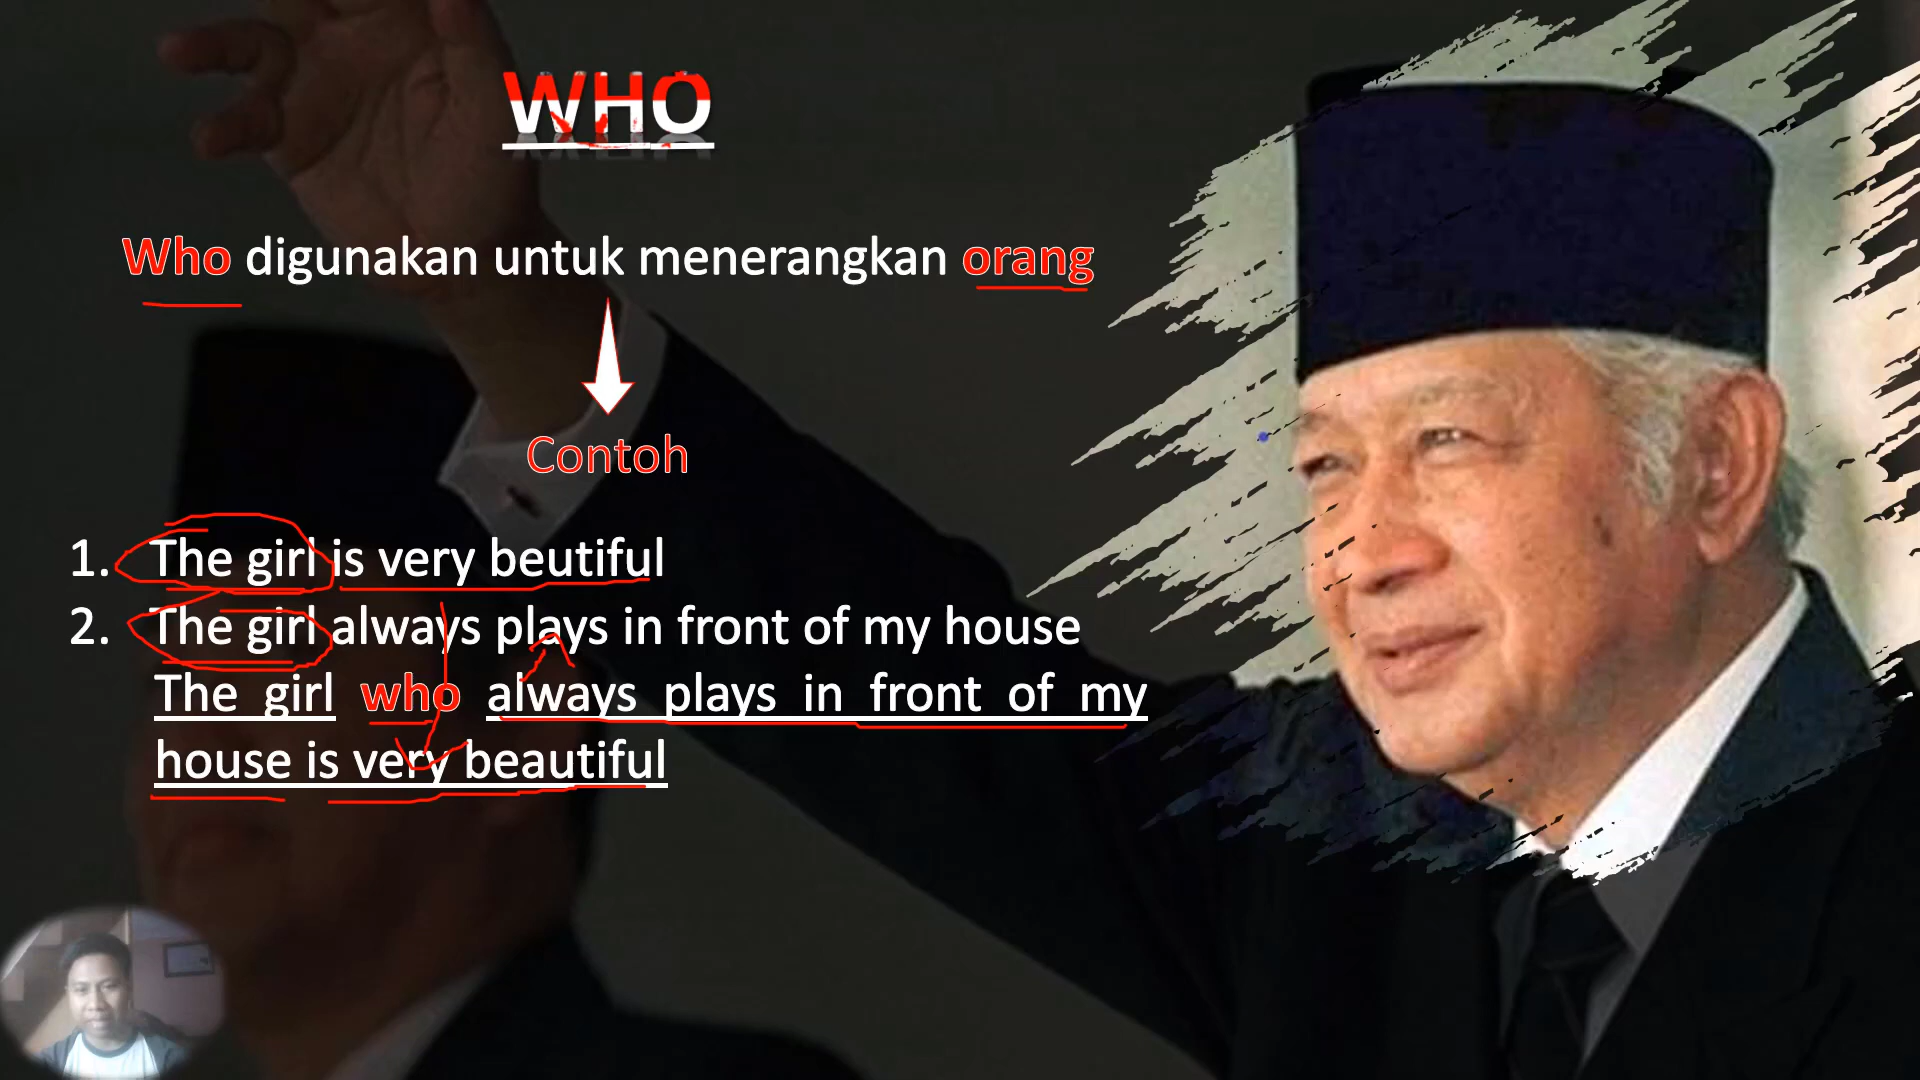 WHO
Who digunakan untuk menerangkan orang
Contoh
1. The girl is very beutiful
2. The girl always plays in front of my house
The girl who always plays in front of my
house is very beautiful